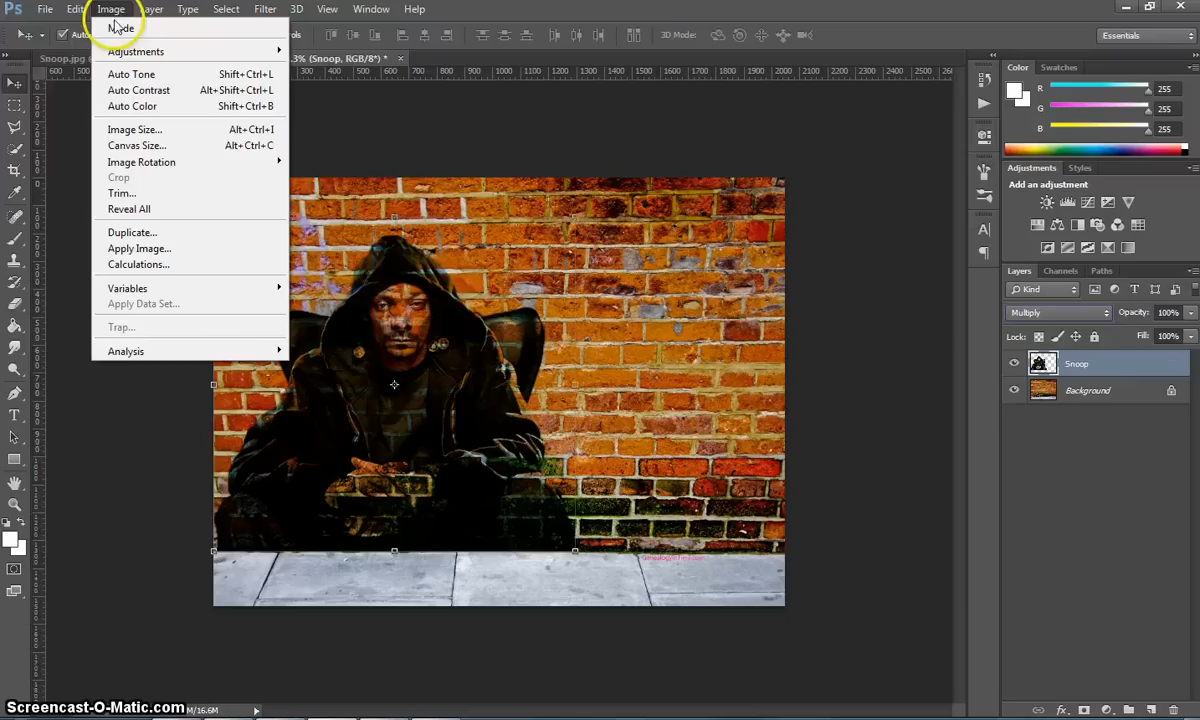 Ps File Edit Image Layer Type Select Filter 3D View Window Help
3D Mode: Essentials
Snoop.jpg @ .3% (Snoop, RGB/8*) * ×
Mode
Adjustments
Auto Tone Shift+Ctrl+L
Auto Contrast Alt+Shift+Ctrl+L
Auto Color Shift+Ctrl+B
Image Size... Alt+Ctrl+I
Canvas Size... Alt+Ctrl+C
Image Rotation
Crop
Trim...
Reveal All
Duplicate...
Apply Image...
Calculations...
Variables
Apply Data Set...
Trap...
Analysis
Color Swatches
R 255
G 255
B 255
Adjustments Styles
Add an adjustment
Layers Channels Paths
Kind
Multiply Opacity: 100%
Lock: Fill: 100%
Snoop
Background
M/16.6M
Screencast-O-Matic.com